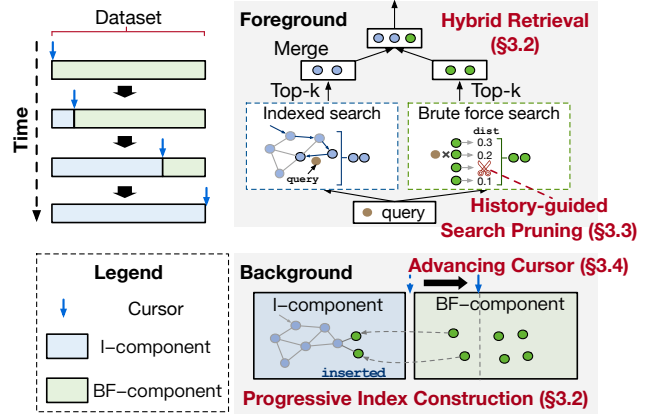 Dataset
Time
Legend
Cursor
I-component
BF-component
Foreground
Hybrid Retrieval
(§3.2)
Merge
Top-k
Top-k
Indexed search
query
Brute force search
dist
0.3
0.2
0.1
query
History-guided
Search Pruning (§3.3)
Background
Advancing Cursor (§3.4)
I-component
BF-component
inserted
Progressive Index Construction (§3.2)